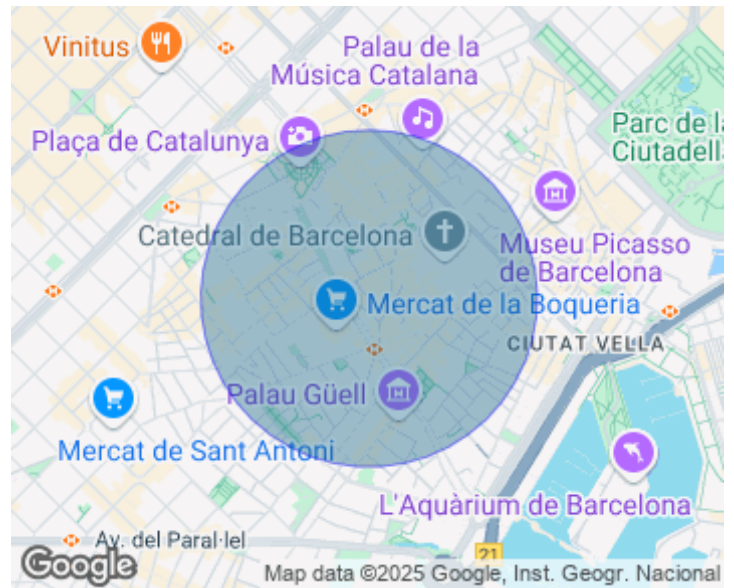 Vinitus
Palau de la
Música Catalana
Plaça de Catalunya
Parc de la
Ciutadell
Catedral de Barcelona
Museu Picasso
de Barcelona
Mercat de la Boqueria
CIUTAT VELLA
Palau Güell
Mercat de Sant Antoni
L'Aquàrium de Barcelona
Av. del Paral·lel
21
Google
Map data ©2025 Google, Inst. Geogr. Nacional